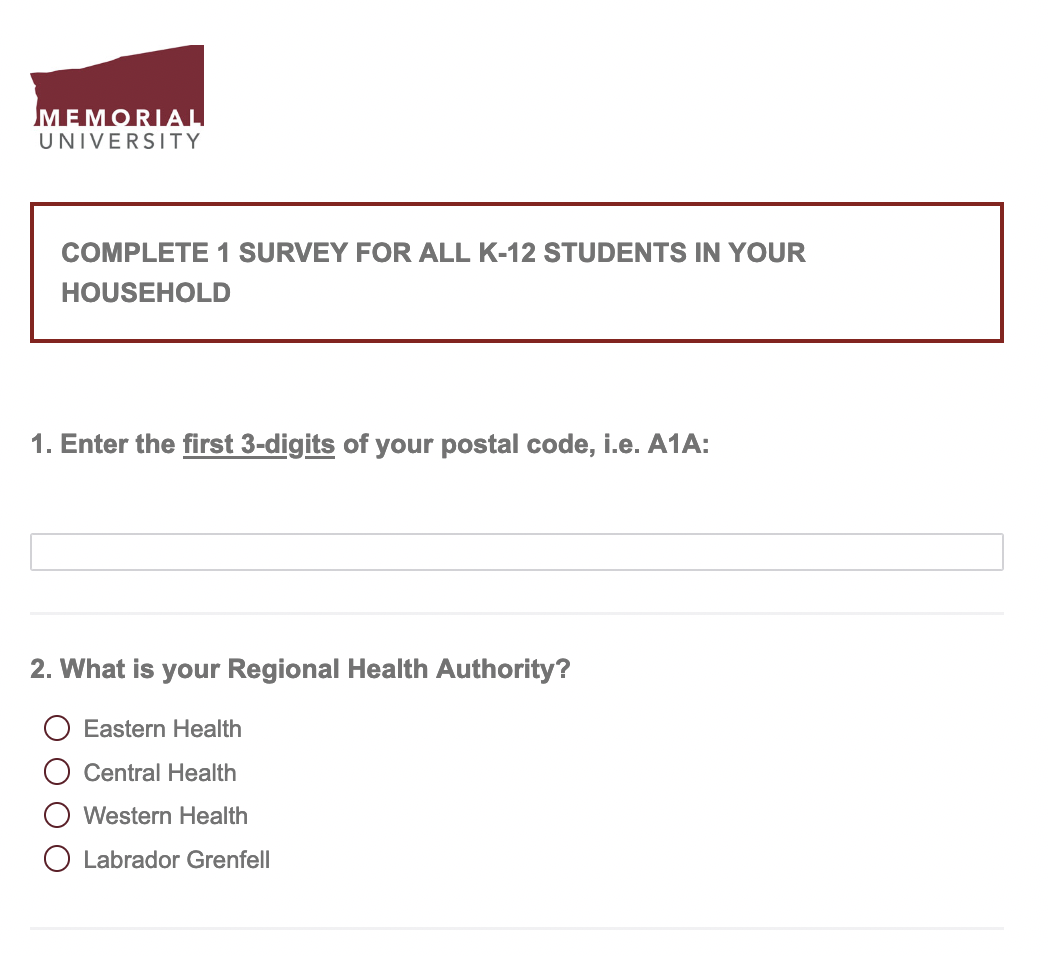 MEMORIAL
UNIVERSITY
COMPLETE 1 SURVEY FOR ALL K-12 STUDENTS IN YOUR
HOUSEHOLD
1. Enter the first 3-digits of your postal code, i.e. A1A:
2. What is your Regional Health Authority?
Eastern Health
Central Health
Western Health
Labrador Grenfell